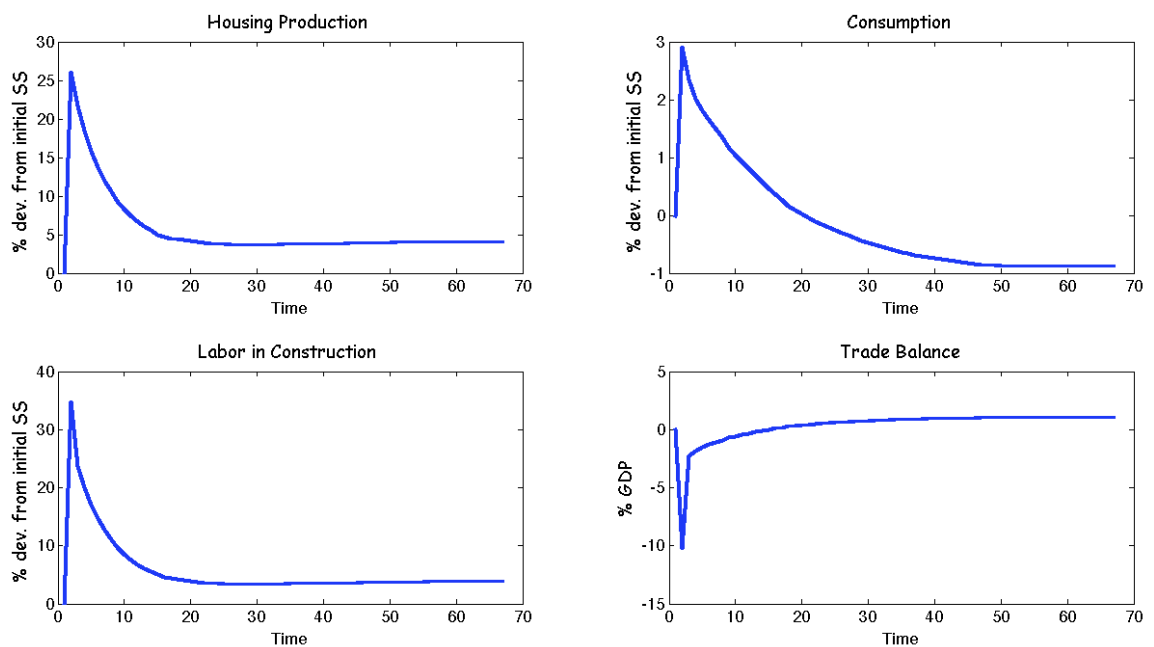 Housing Production
% dev. from initial SS
30
25
20
15
10
5
0
0 10 20 30 40 50 60 70
Time
Consumption
% dev. from initial SS
3
2
1
0
-1
0 10 20 30 40 50 60 70
Time
Labor in Construction
% dev. from initial SS
40
30
20
10
0
0 10 20 30 40 50 60 70
Time
Trade Balance
% GDP
5
0
-5
-10
-15
0 10 20 30 40 50 60 70
Time